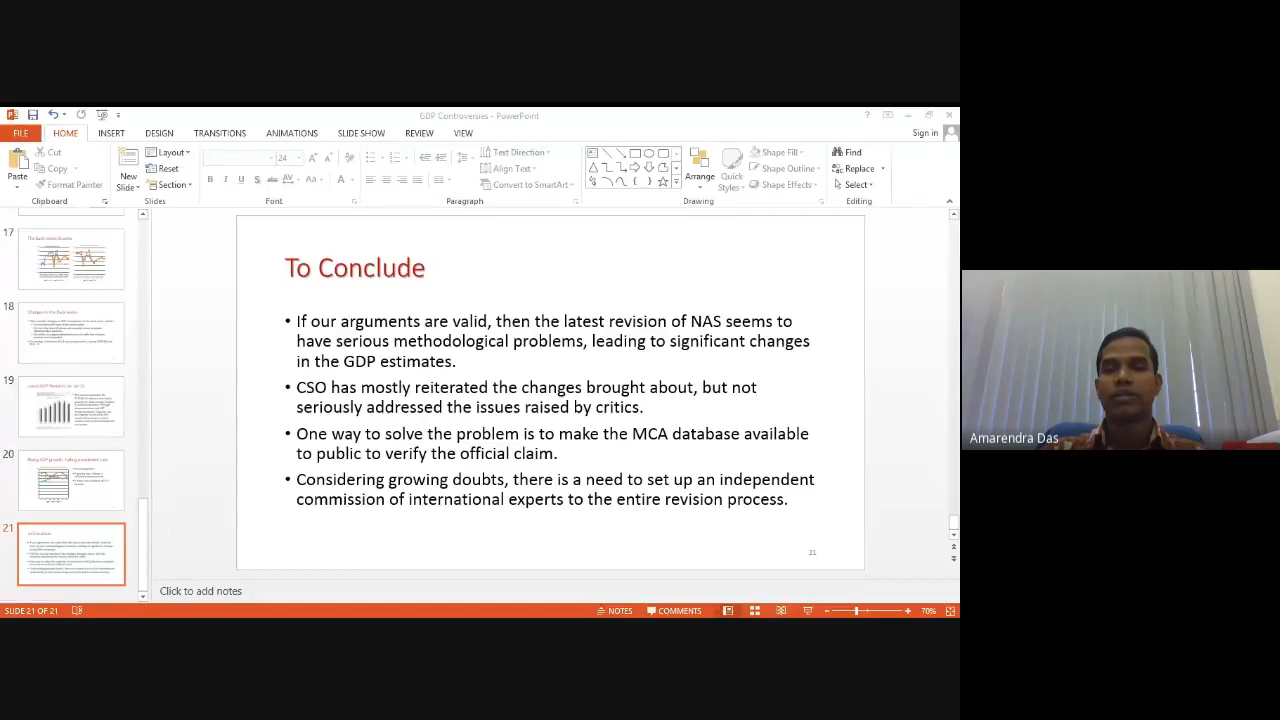 GDP Controversies - PowerPoint
FILE HOME INSERT DESIGN TRANSITIONS ANIMATIONS SLIDE SHOW REVIEW VIEW Sign in
Paste
Cut
Copy
Format Painter
Clipboard
New
Slide
Layout
Reset
Section
Slides
24
B I U S abc AV Aa A
Font
Text Direction
Align Text
Convert to SmartArt
Paragraph
Arrange
Quick
Styles
Shape Fill
Shape Outline
Shape Effects
Drawing
Find
Replace
Select
Editing
17
18
19
20
21
To Conclude
• If our arguments are valid then the latest revision of NAS seems to
have serious methodological problems, leading to significant changes
in the GDP estimates.
• CSO has mostly reiterated the changes brought about, but not
seriously addressed the issues raised by critics.
• One way to solve the problem is to make the MCA database available
to public to verify the official claim.
• Considering growing doubts, there is a need to set up an independent
commission of international experts to the entire revision process.
21
Click to add notes
SLIDE 21 OF 21 NOTES COMMENTS 70%
Amarendra Das